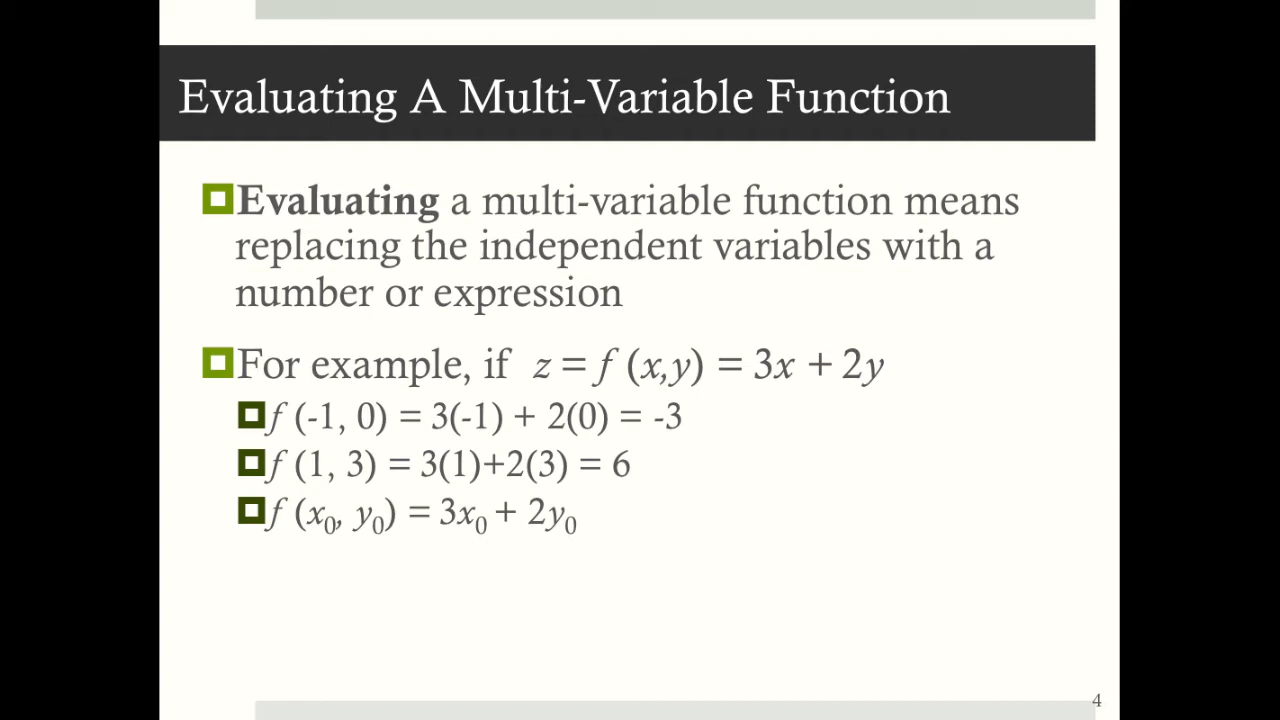 Evaluating A Multi-Variable Function
Evaluating a multi-variable function means
replacing the independent variables with a
number or expression
For example, if z = f (x,y) = 3x + 2y
f (-1, 0) = 3(-1) + 2(0) = -3
f (1, 3) = 3(1)+2(3) = 6
f (x₀, y₀) = 3x₀ + 2y₀
4